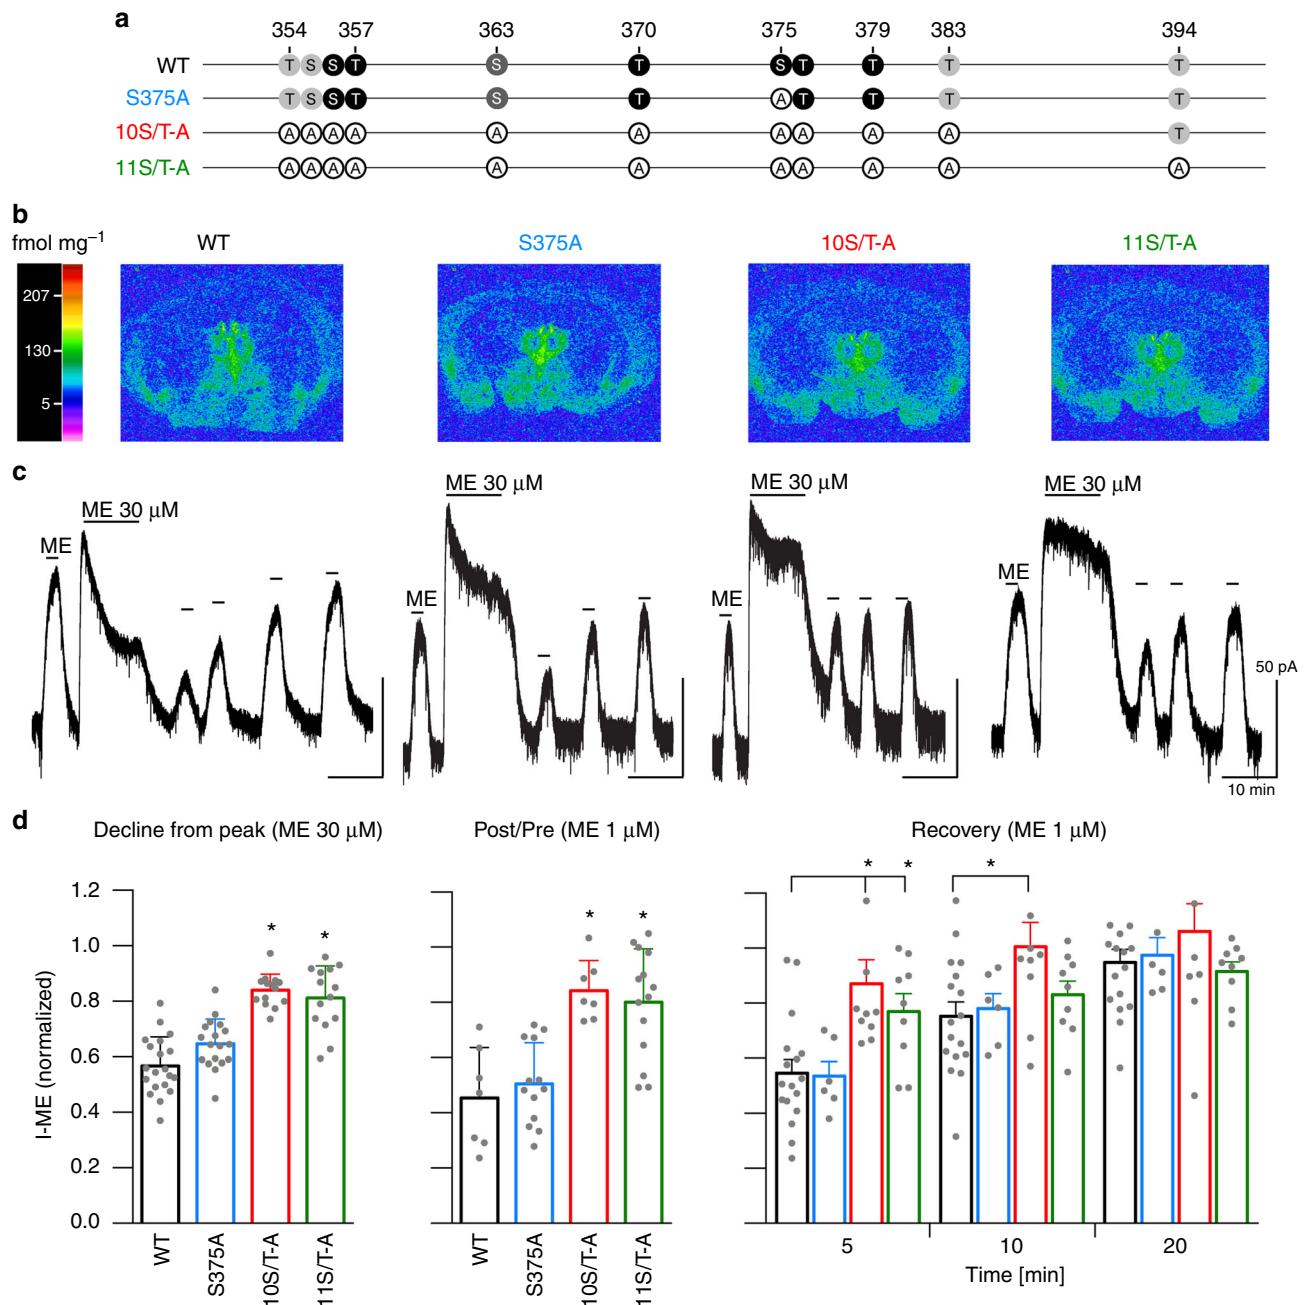 a
354 357 363 370 375 379 383 394
WT T S S T S T S T T T T
S375A T S S T S T A T T T T
10S/T-A A A A A A A A A A A T
11S/T-A A A A A A A A A A A A
b
fmol mg⁻¹
WT S375A 10S/T-A 11S/T-A
207
130
5
c
ME ME 30 μM
ME ME 30 μM
ME ME 30 μM
ME ME 30 μM
50 pA
10 min
d
Decline from peak (ME 30 μM) Post/Pre (ME 1 μM) Recovery (ME 1 μM)
I-ME (normalized)
1.2
1.0
0.8
0.6
0.4
0.2
0.0
* *
* *
* * *
WT S375A 10S/T-A 11S/T-A
WT S375A 10S/T-A 11S/T-A
5 10 20
Time [min]